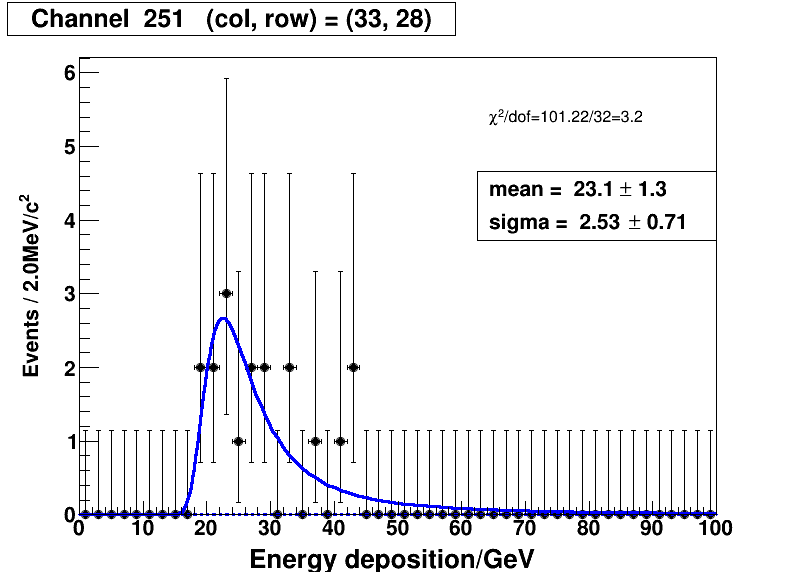 Channel 251 (col, row) = (33, 28)
χ²/dof=101.22/32=3.2
mean = 23.1 ± 1.3
sigma = 2.53 ± 0.71
Events / 2.0MeV/c²
6
5
4
3
2
1
0
0 10 20 30 40 50 60 70 80 90 100
Energy deposition/GeV